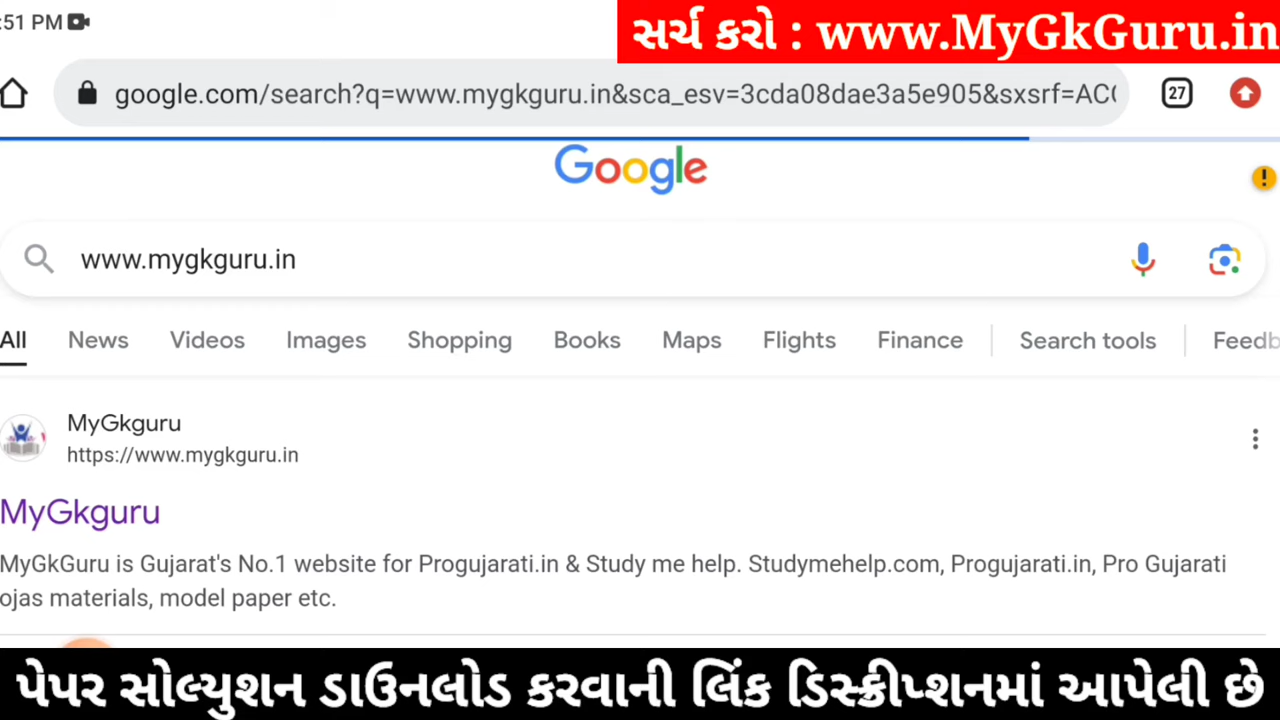 :51 PM
સર્ચ કરો : www.MyGkGuru.in
google.com/search?q=www.mygkguru.in&sca_esv=3cda08dae3a5e905&sxsrf=AC
27
Google
www.mygkguru.in
All News Videos Images Shopping Books Maps Flights Finance Search tools Feedb
MyGkguru
https://www.mygkguru.in
MyGkguru
MyGkGuru is Gujarat's No.1 website for Progujarati.in & Study me help. Studymehelp.com, Progujarati.in, Pro Gujarati
ojas materials, model paper etc.
પેપર સોલ્યુશન ડાઉનલોડ કરવાની લિંક ડિસ્ક્રીપ્શનમાં આપેલી છે